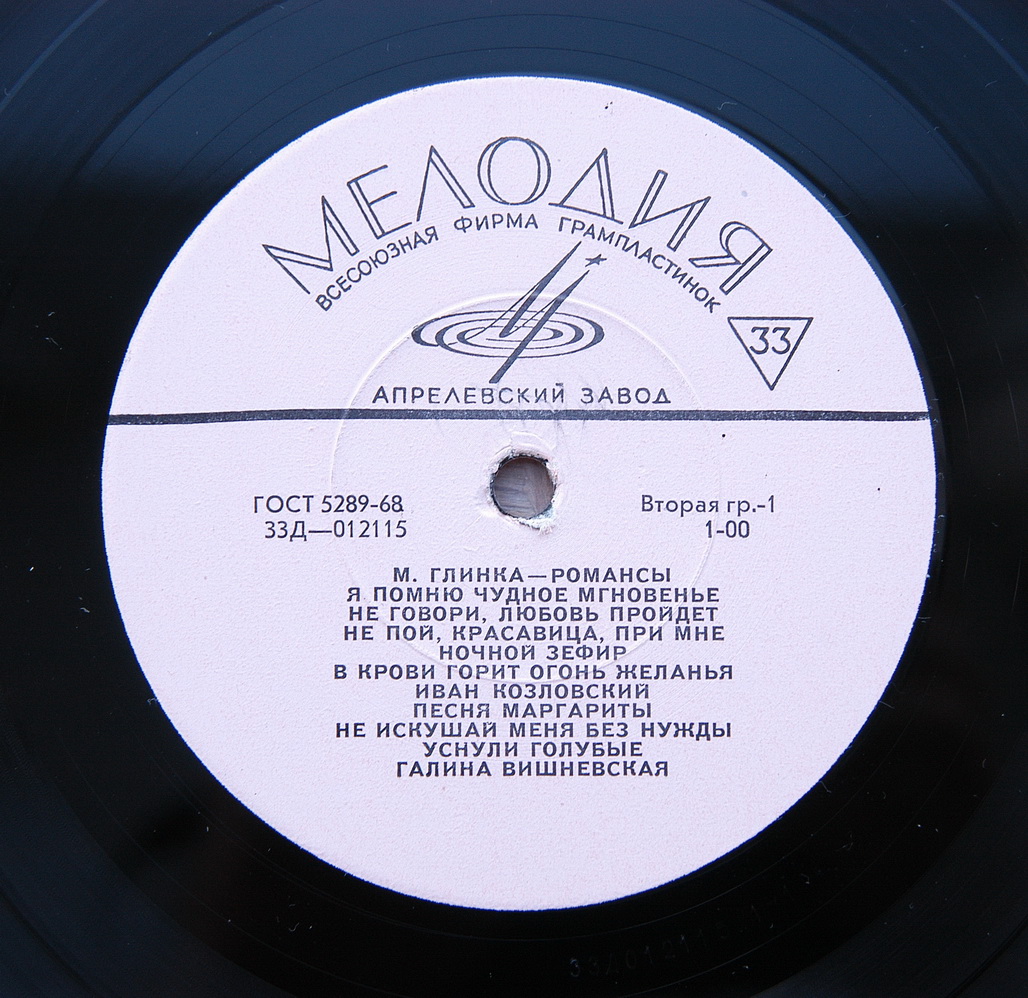 МЕЛОДИЯ
ВСЕСОЮЗНАЯ ФИРМА ГРАМПЛАСТИНОК
33
АПРЕЛЕВСКИЙ ЗАВОД
ГОСТ 5289-68
33Д—012115
Вторая гр.-1
1-00
М. ГЛИНКА—РОМАНСЫ
Я ПОМНЮ ЧУДНОЕ МГНОВЕНЬЕ
НЕ ГОВОРИ, ЛЮБОВЬ ПРОЙДЕТ
НЕ ПОЙ, КРАСАВИЦА, ПРИ МНЕ
НОЧНОЙ ЗЕФИР
В КРОВИ ГОРИТ ОГОНЬ ЖЕЛАНЬЯ
ИВАН КОЗЛОВСКИЙ
ПЕСНЯ МАРГАРИТЫ
НЕ ИСКУШАЙ МЕНЯ БЕЗ НУЖДЫ
УСНУЛИ ГОЛУБЫЕ
ГАЛИНА ВИШНЕВСКАЯ